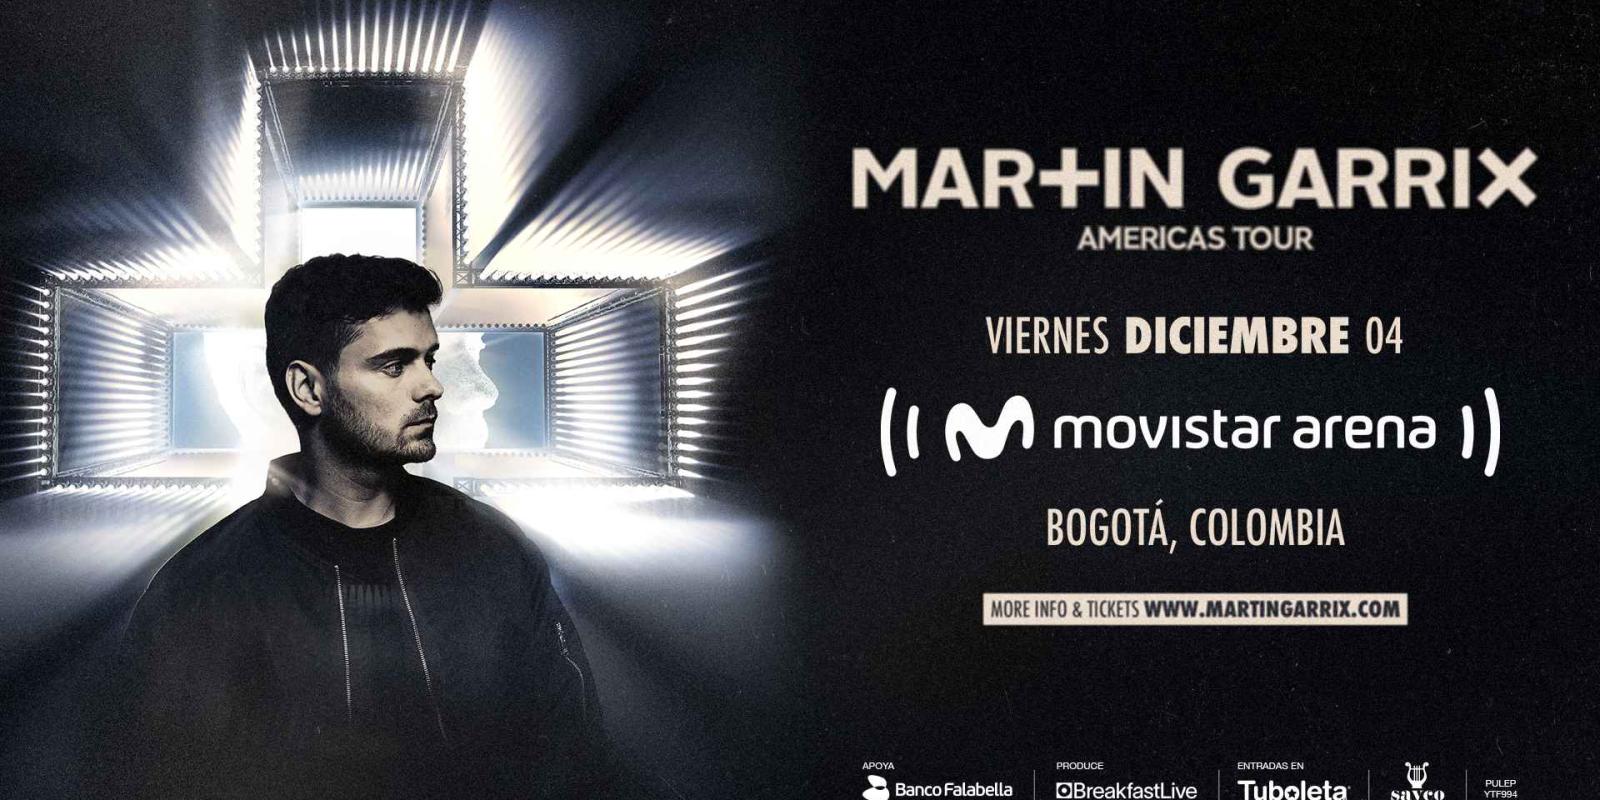 MARTIN GARRIX
AMERICAS TOUR
VIERNES DICIEMBRE 04
movistar arena
BOGOTÁ, COLOMBIA
MORE INFO & TICKETS WWW.MARTINGARRIX.COM
APOYA
Banco Falabella
PRODUCE
BreakfastLive
ENTRADAS EN
Tuboleta
sayco
PULEP
YTF994